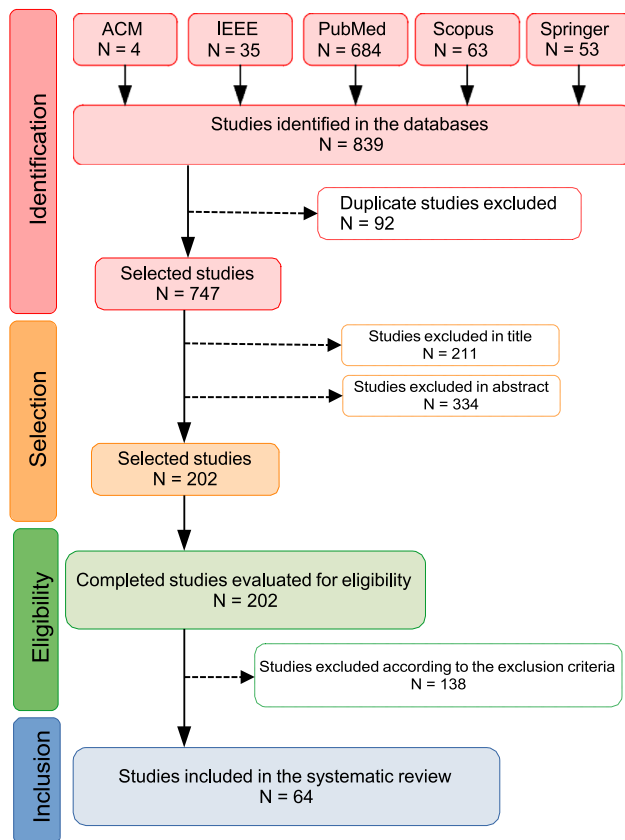 ACM
N = 4
IEEE
N = 35
PubMed
N = 684
Scopus
N = 63
Springer
N = 53
Studies identified in the databases
N = 839
Identification
Duplicate studies excluded
N = 92
Selected studies
N = 747
Studies excluded in title
N = 211
Studies excluded in abstract
N = 334
Selection
Selected studies
N = 202
Completed studies evaluated for eligibility
N = 202
Eligibility
Studies excluded according to the exclusion criteria
N = 138
Inclusion
Studies included in the systematic review
N = 64